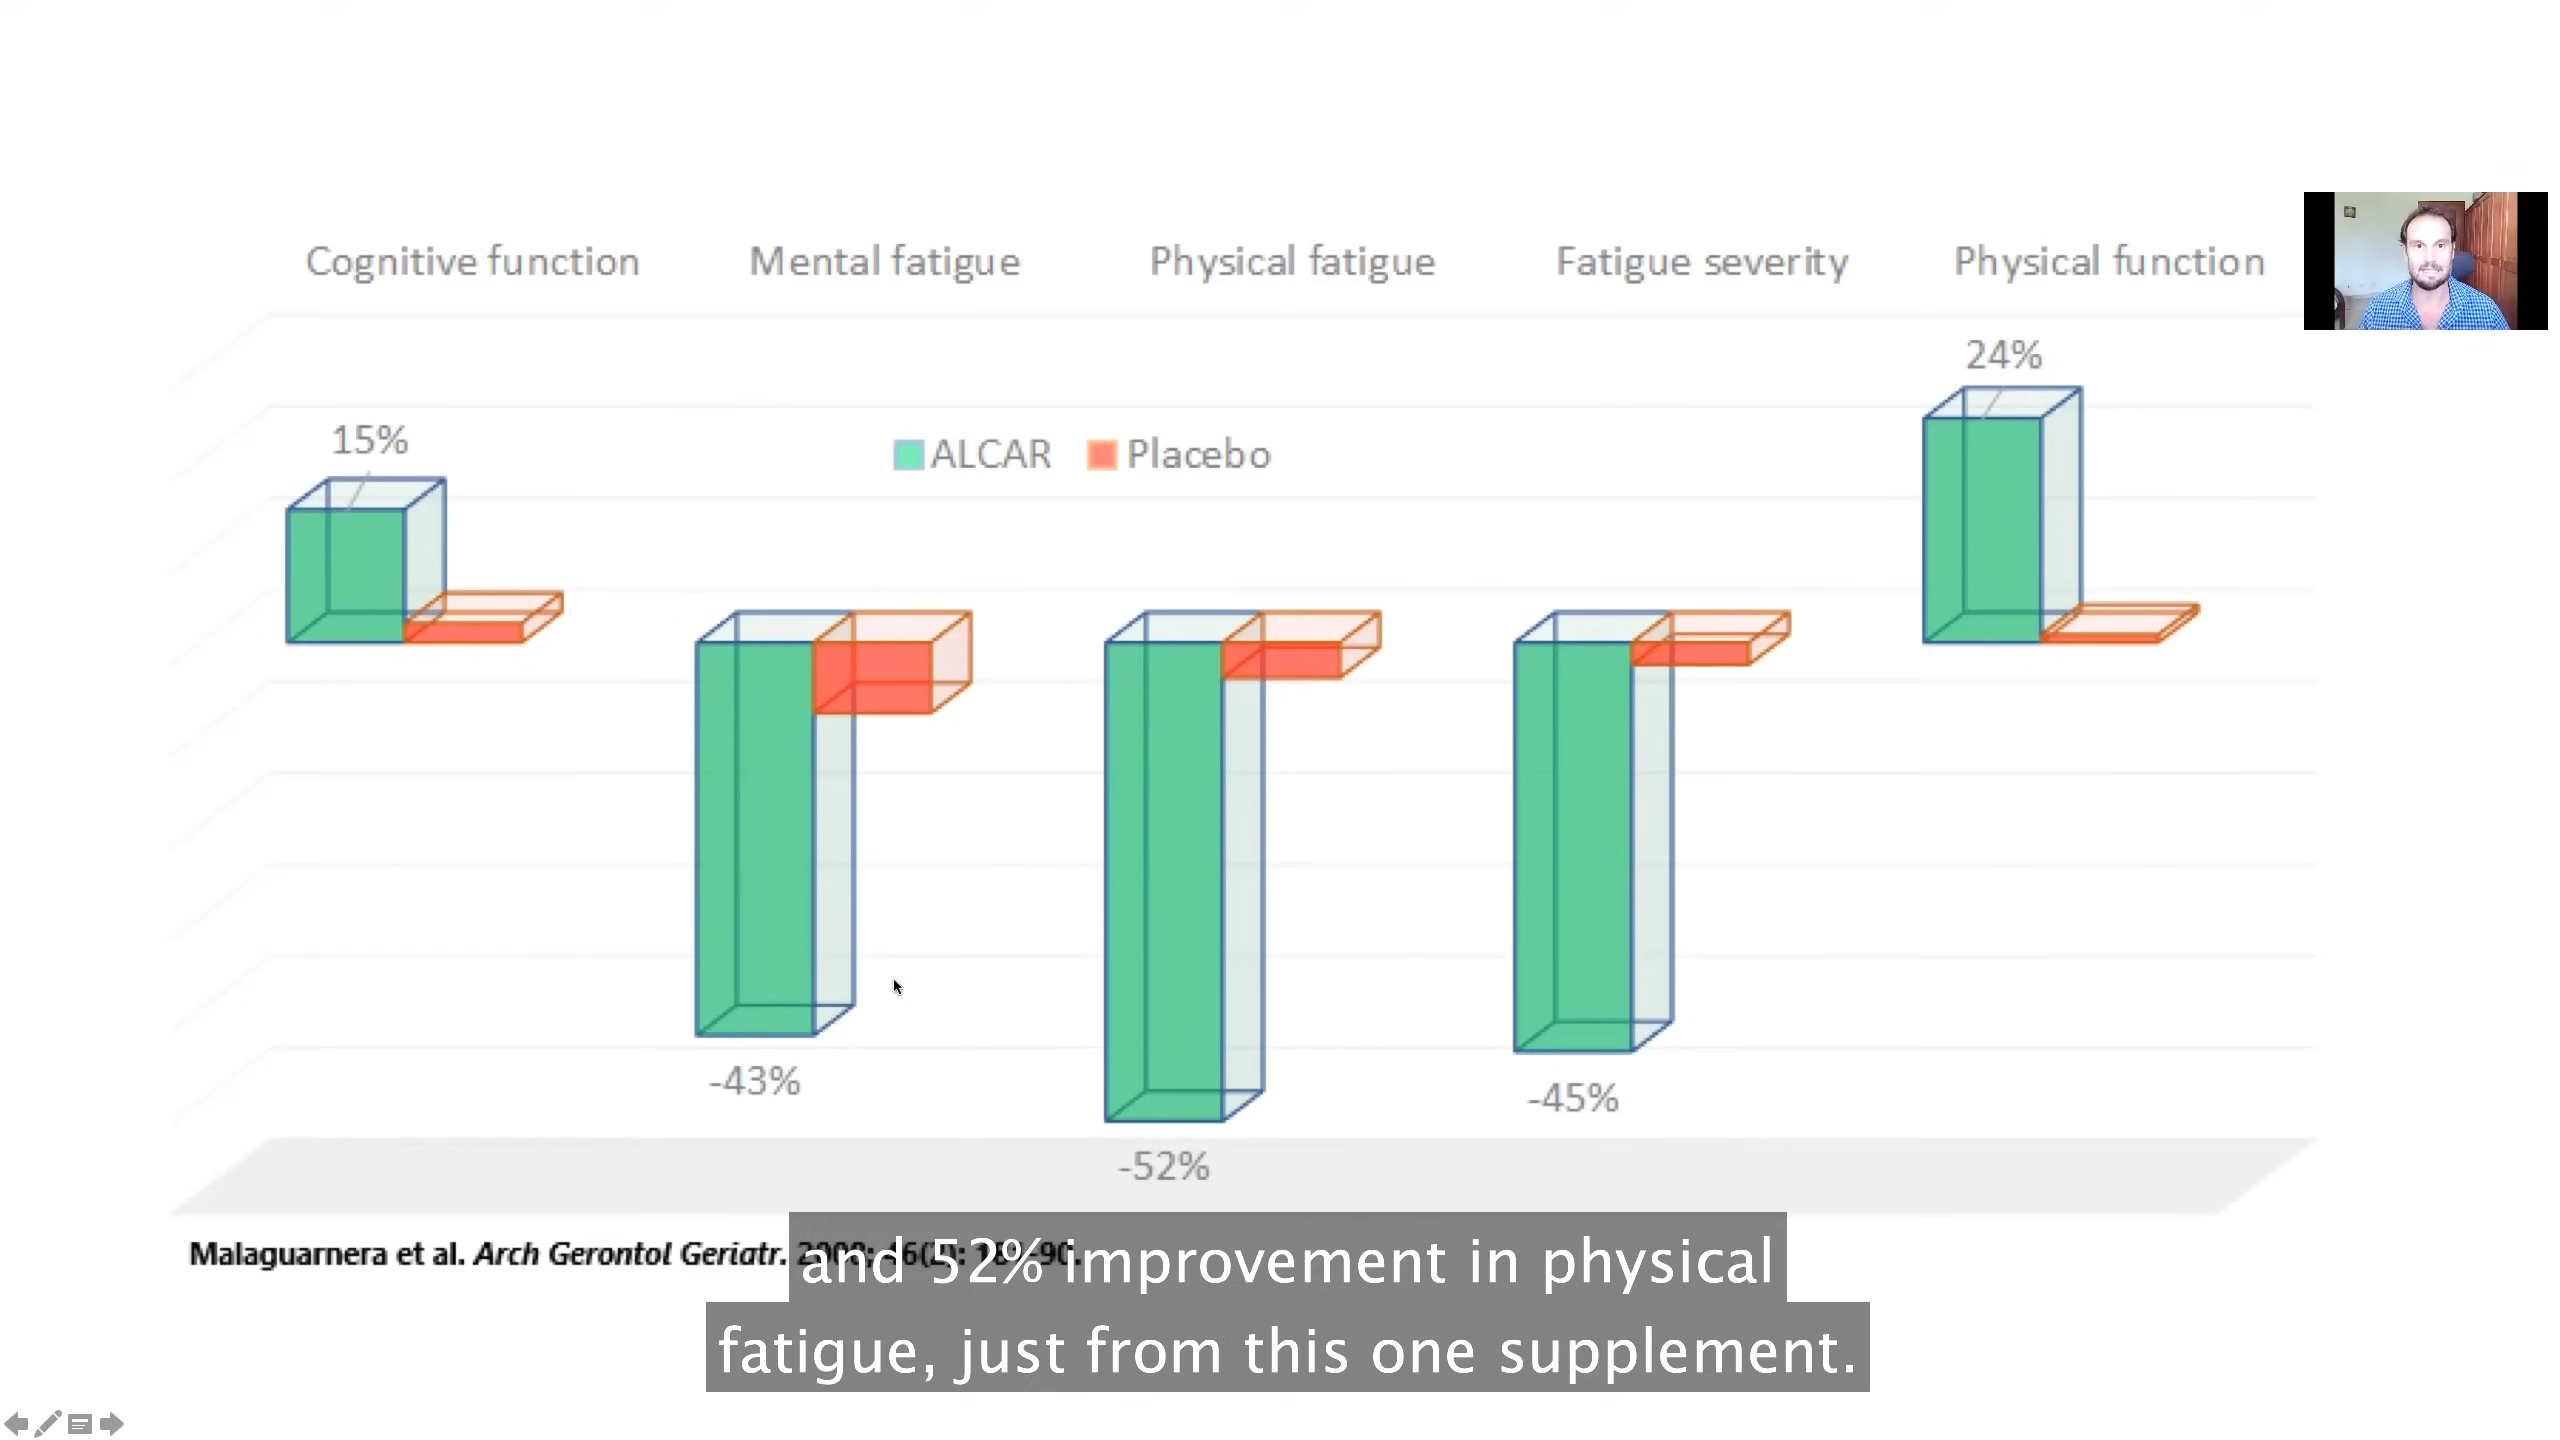 Cognitive function Mental fatigue Physical fatigue Fatigue severity Physical function
24%
15%
ALCAR Placebo
-43%
-45%
-52%
Malaguarnera et al. Arch Gerontol Geriatr.
and 52% improvement in physical
fatigue, just from this one supplement.